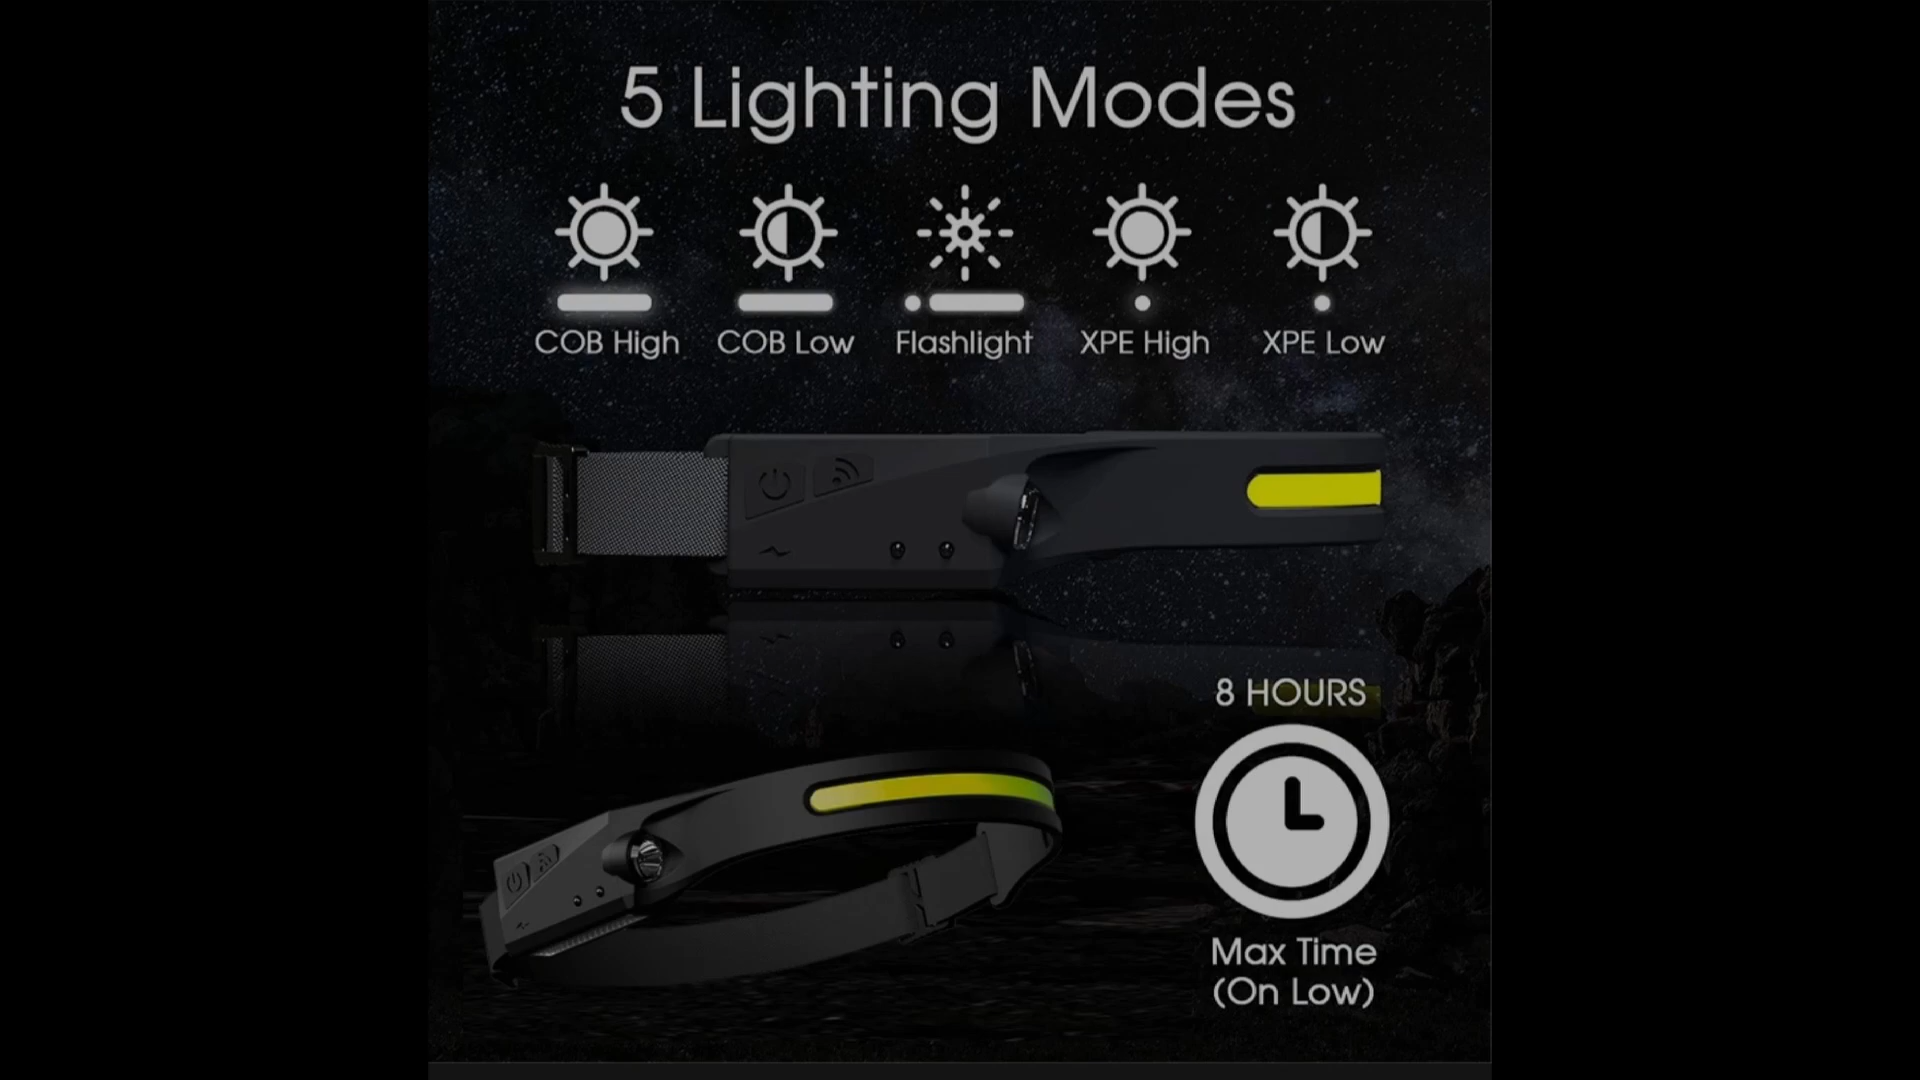 5 Lighting Modes
COB High
COB Low
Flashlight
XPE High
XPE Low
8 HOURS
Max Time
(On Low)